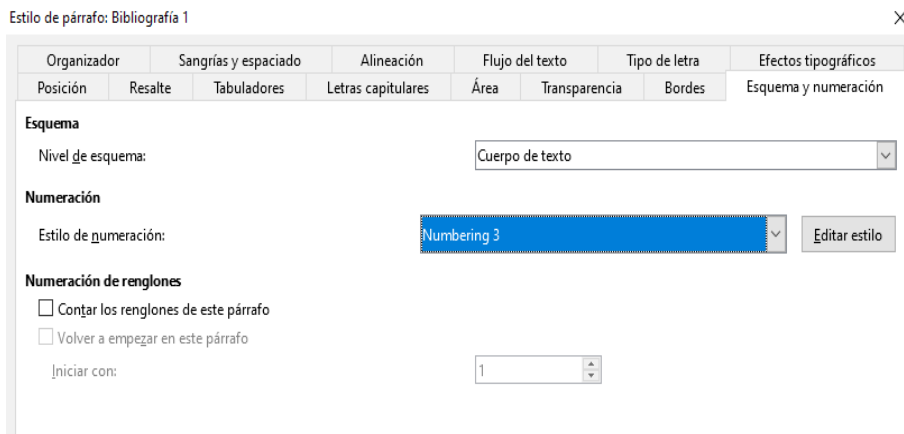 Estilo de párrafo: Bibliografía 1
Organizador Sangrías y espaciado Alineación Flujo del texto Tipo de letra Efectos tipográficos
Posición Resalte Tabuladores Letras capitulares Área Transparencia Bordes Esquema y numeración
Esquema
Nivel de esquema: Cuerpo de texto
Numeración
Estilo de numeración: Numbering 3 Editar estilo
Numeración de renglones
Contar los renglones de este párrafo
Volver a empezar en este párrafo
Iniciar con: 1